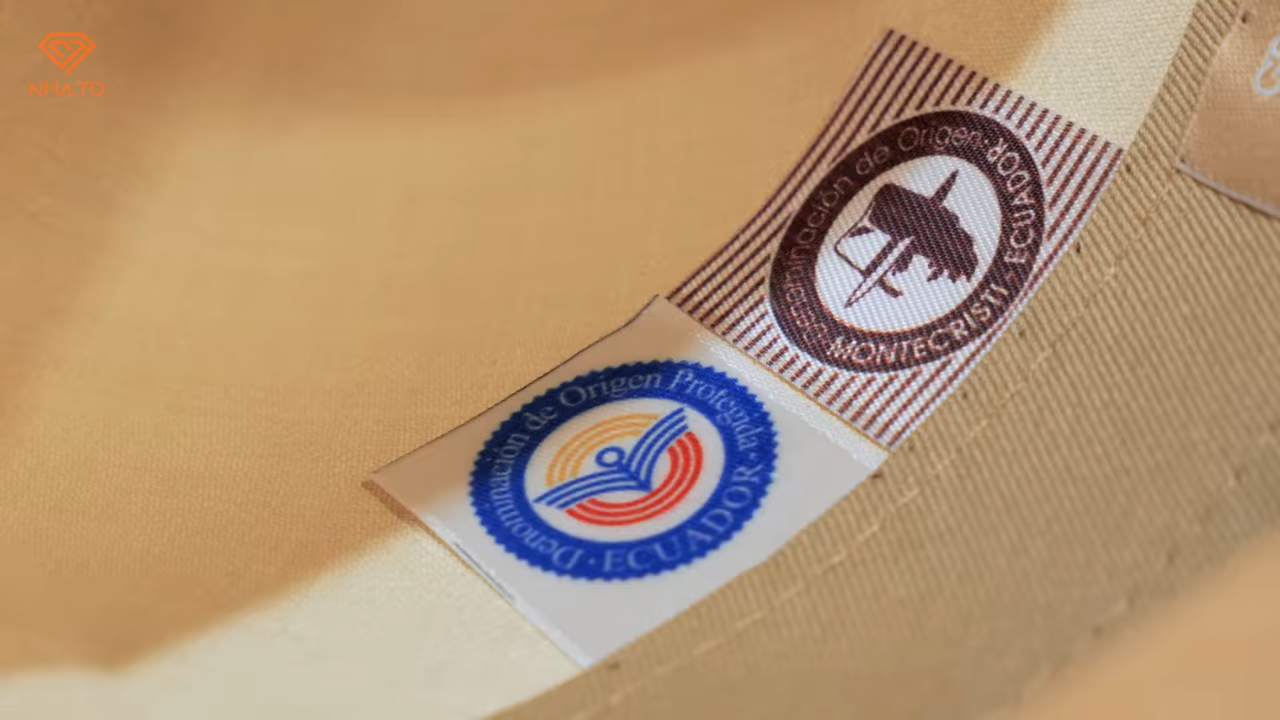 NHA TO
Denominación de Origen
MONTECRISTI - ECUADOR
Denominación de Origen Protegida
· ECUADOR ·